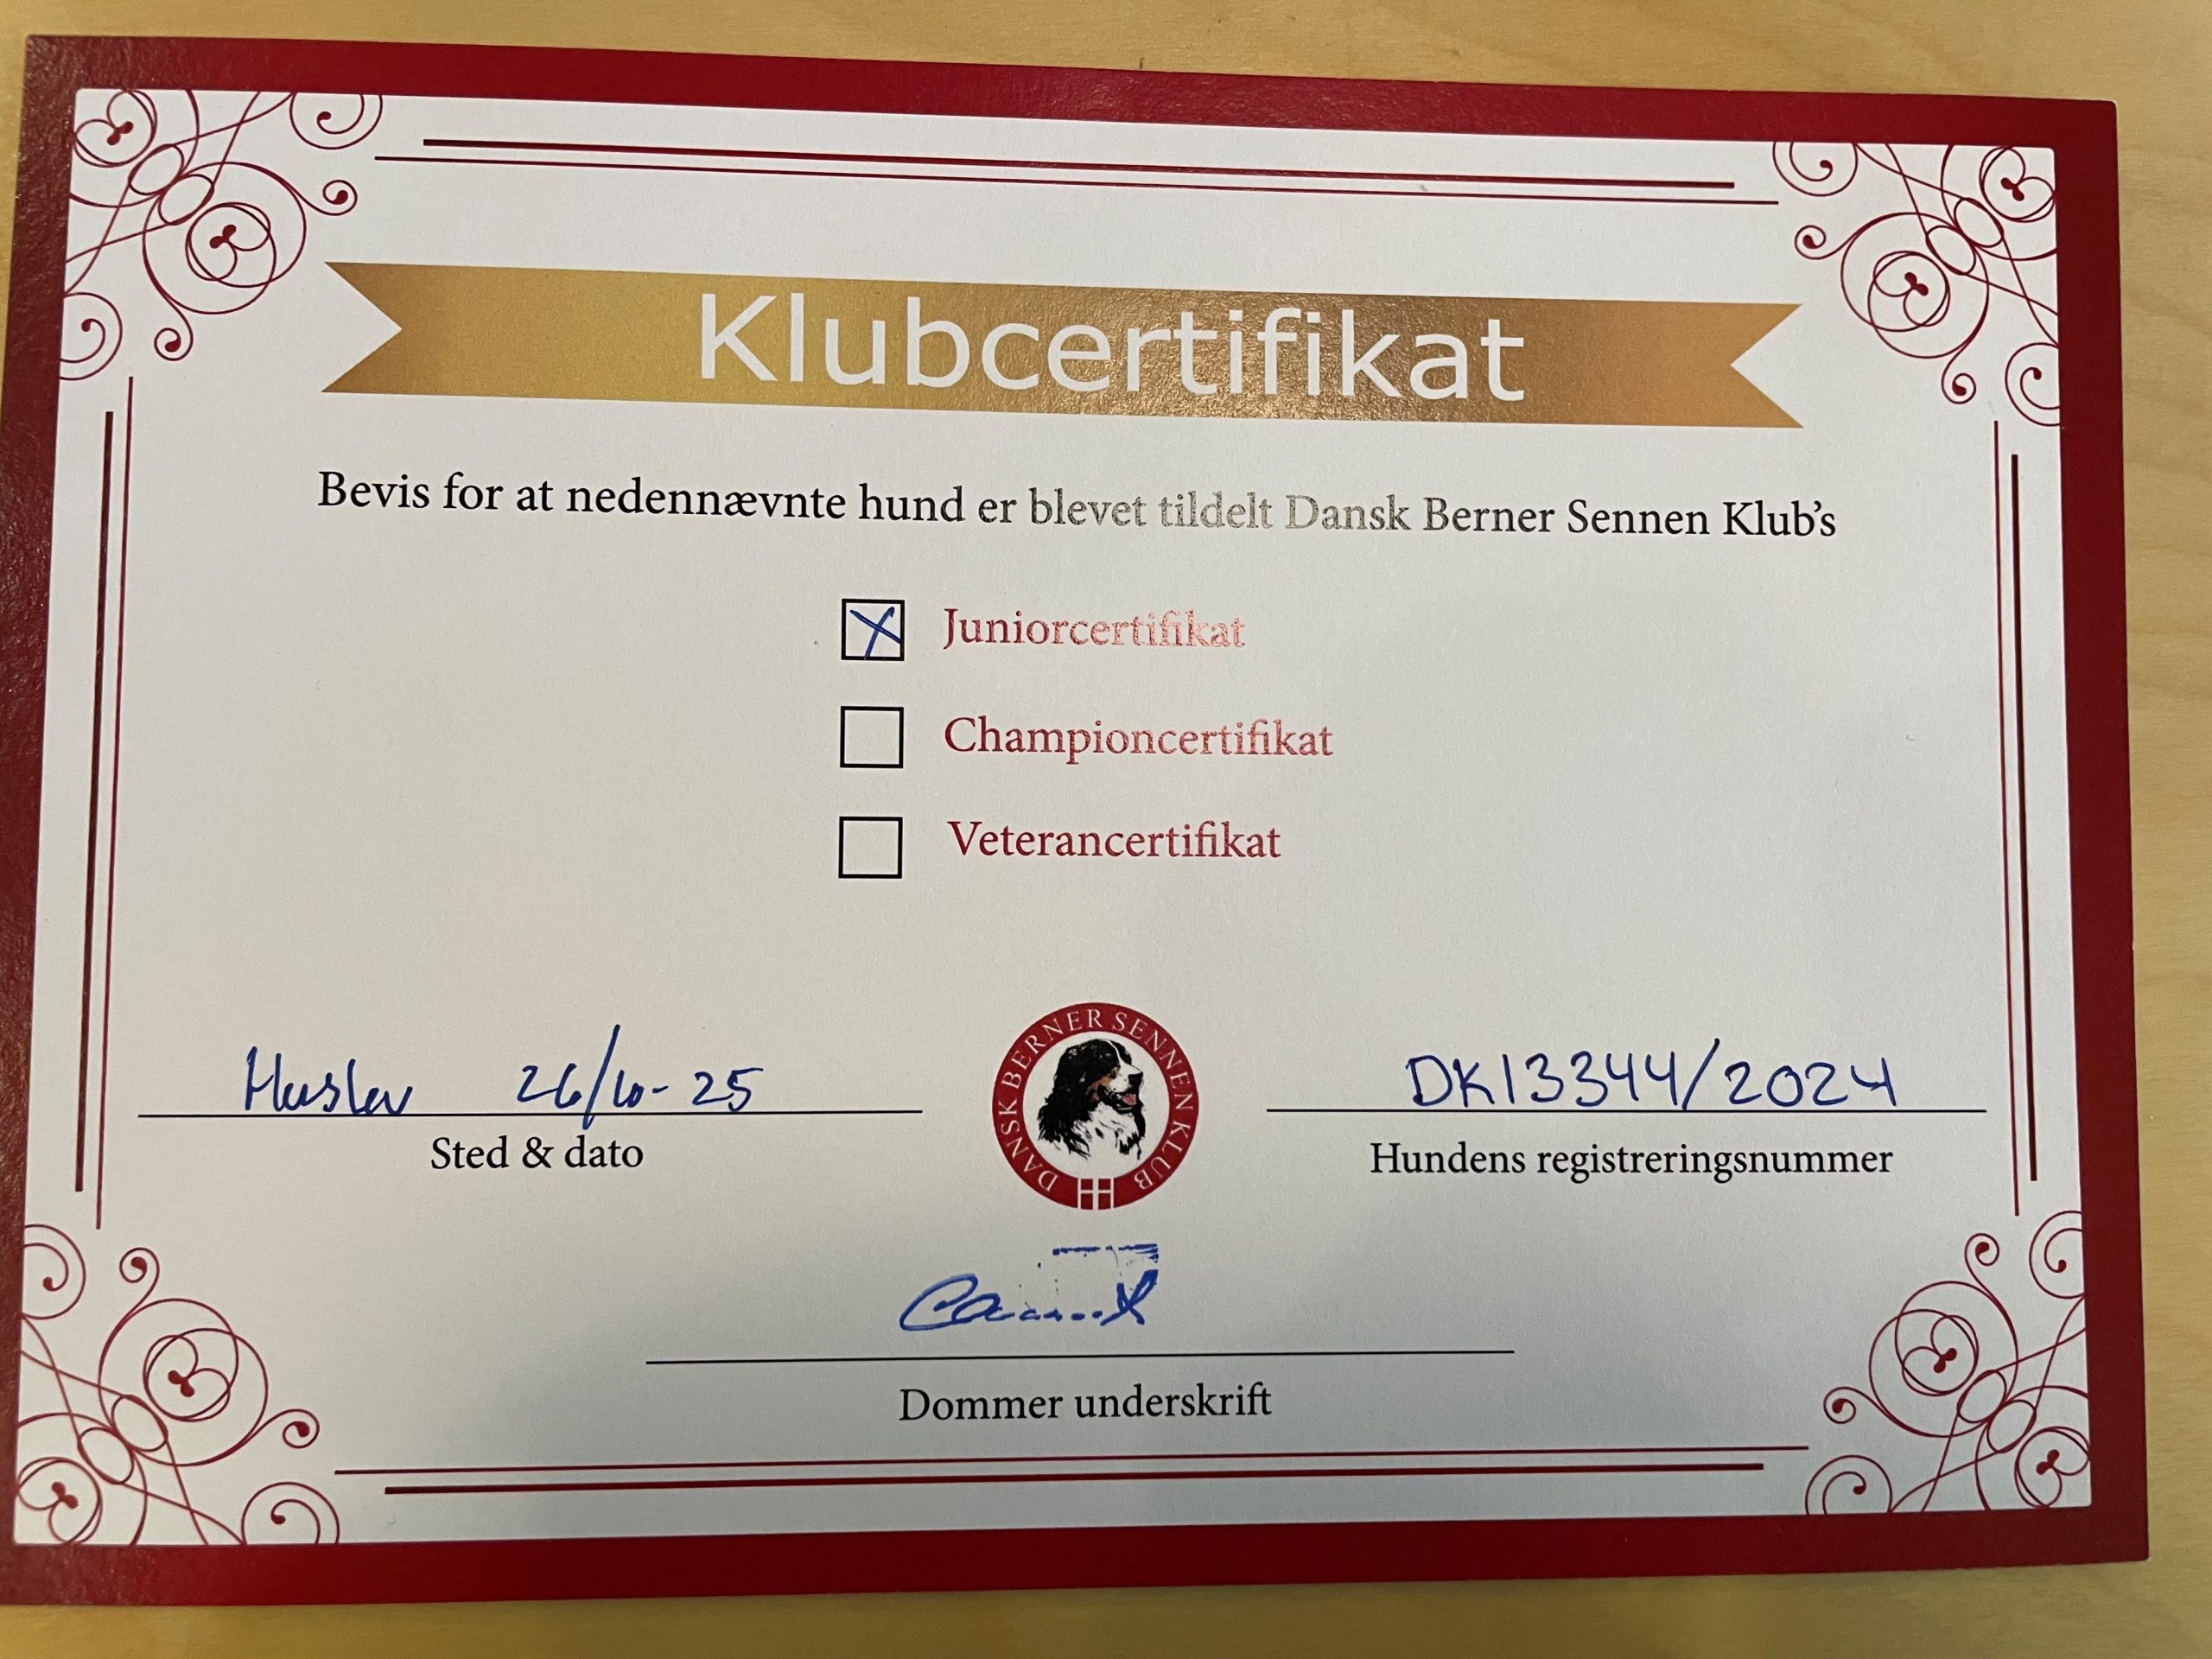 Klubcertifikat
Bevis for at nedennævnte hund er blevet tildelt Dansk Berner Sennen Klub's
Juniorcertifikat
Championcertifikat
Veterancertifikat
26/10-25
DK13344/2024
Sted & dato
DANSK BERNER SENNEN KLUB
Hundens registreringsnummer
Dommer underskrift